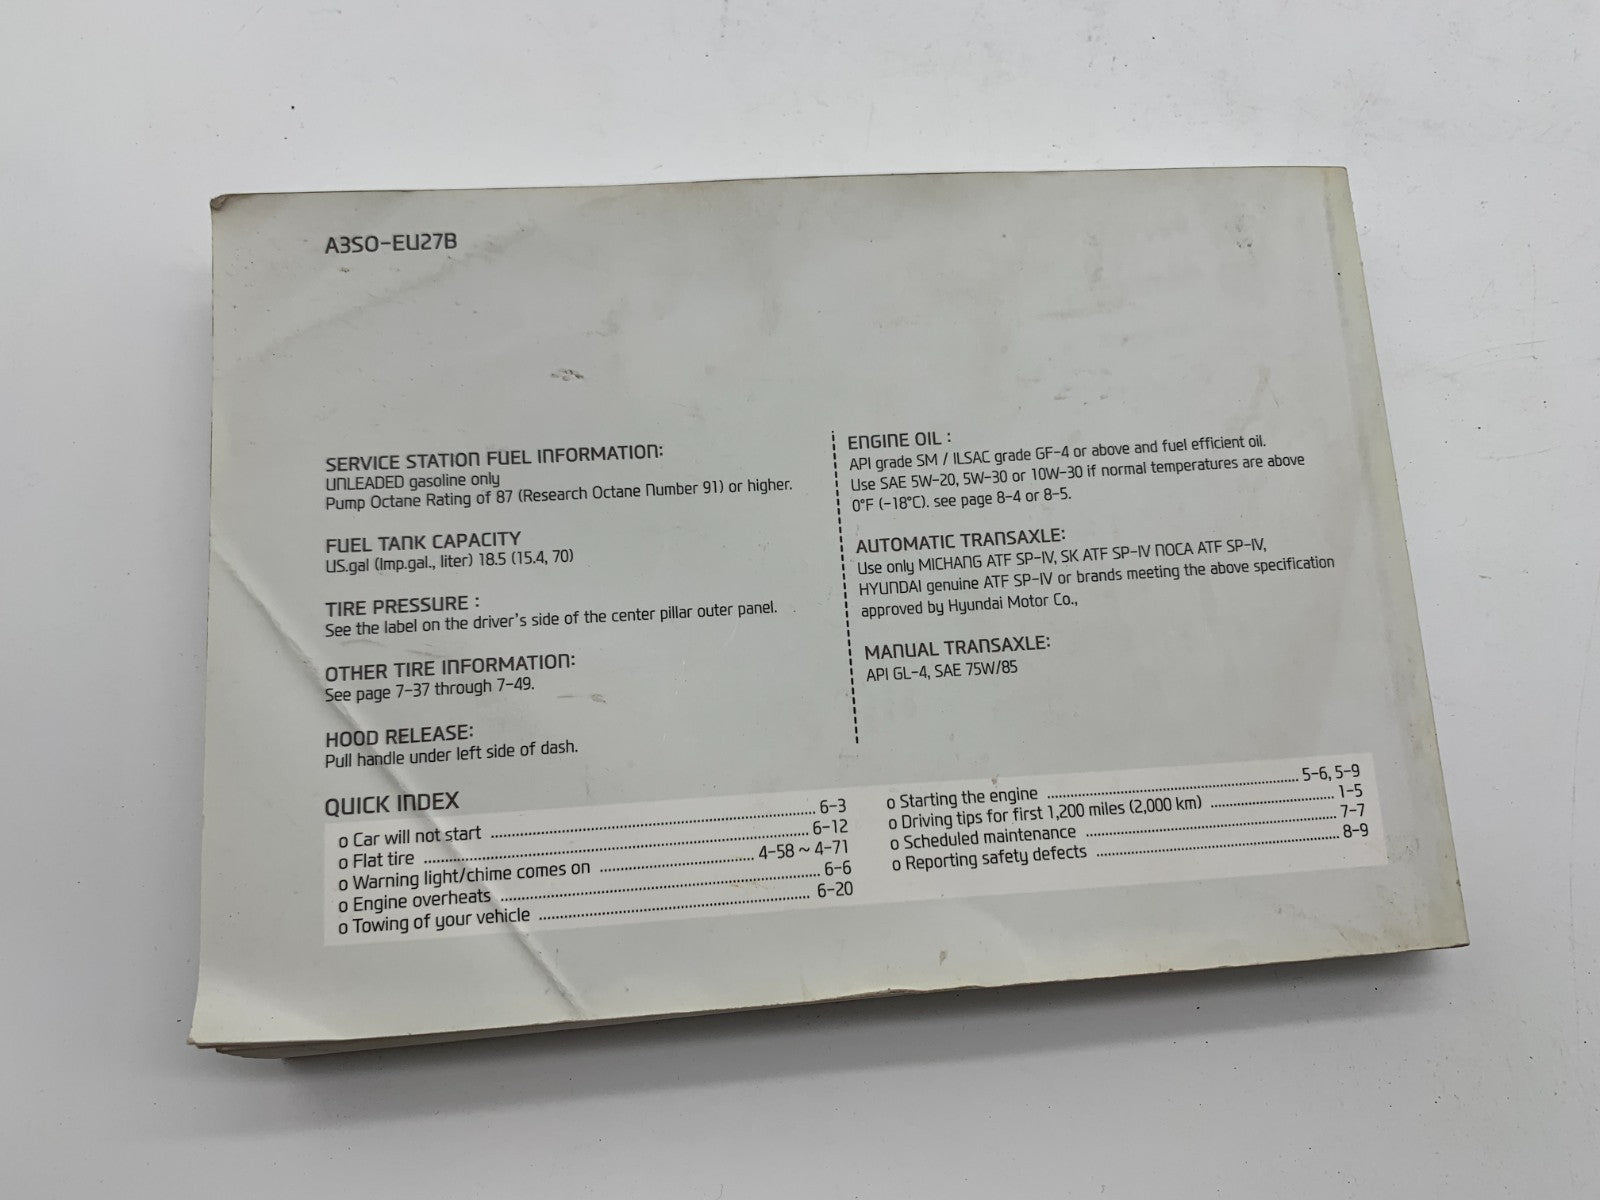 A3SO-EU27B
SERVICE STATION FUEL INFORMATION:
UNLEADED gasoline only
Pump Octane Rating of 87 (Research Octane Number 91) or higher.
FUEL TANK CAPACITY
US.gal (Imp.gal., liter) 18.5 (15.4, 70)
TIRE PRESSURE :
See the label on the driver's side of the center pillar outer panel.
OTHER TIRE INFORMATION:
See page 7-37 through 7-49.
HOOD RELEASE:
Pull handle under left side of dash.
ENGINE OIL :
API grade SM / ILSAC grade GF-4 or above and fuel efficient oil.
Use SAE 5W-20, 5W-30 or 10W-30 if normal temperatures are above
0°F (-18°C). see page 8-4 or 8-5.
AUTOMATIC TRANSAXLE:
Use only MICHANG ATF SP-IV, SK ATF SP-IV NOCA ATF SP-IV,
HYUNDAI genuine ATF SP-IV or brands meeting the above specification
approved by Hyundai Motor Co.,
MANUAL TRANSAXLE:
API GL-4, SAE 75W/85
QUICK INDEX
o Car will not start ........ 6-3
o Flat tire ........ 6-12
o Warning light/chime comes on ........ 4-58 ~ 4-71
o Engine overheats ........ 6-6
o Towing of your vehicle ........ 6-20
o Starting the engine ........ 5-6, 5-9
o Driving tips for first 1,200 miles (2,000 km) ........ 1-5
o Scheduled maintenance ........ 7-7
o Reporting safety defects ........ 8-9